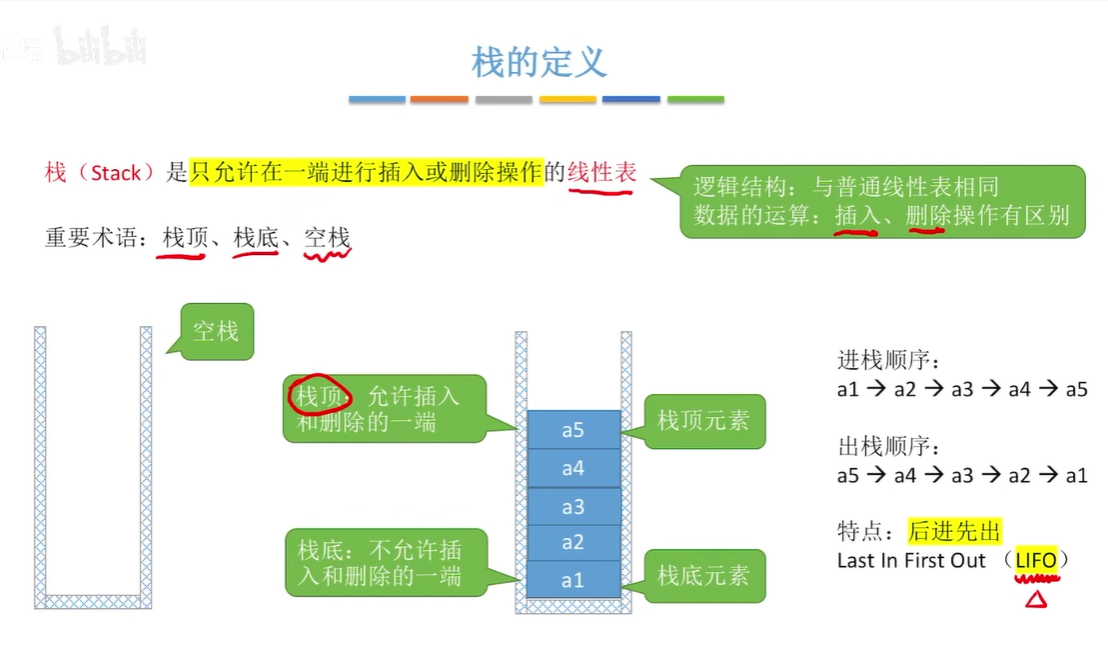 bilibili
栈的定义
栈（Stack）是只允许在一端进行插入或删除操作的线性表
逻辑结构：与普通线性表相同
数据的运算：插入、删除操作有区别
重要术语：栈顶、栈底、空栈
空栈
栈顶：允许插入
和删除的一端
a5
a4
a3
a2
a1
栈顶元素
栈底：不允许插
入和删除的一端
栈底元素
进栈顺序：
a1 → a2 → a3 → a4 → a5
出栈顺序：
a5 → a4 → a3 → a2 → a1
特点：后进先出
Last In First Out （LIFO）